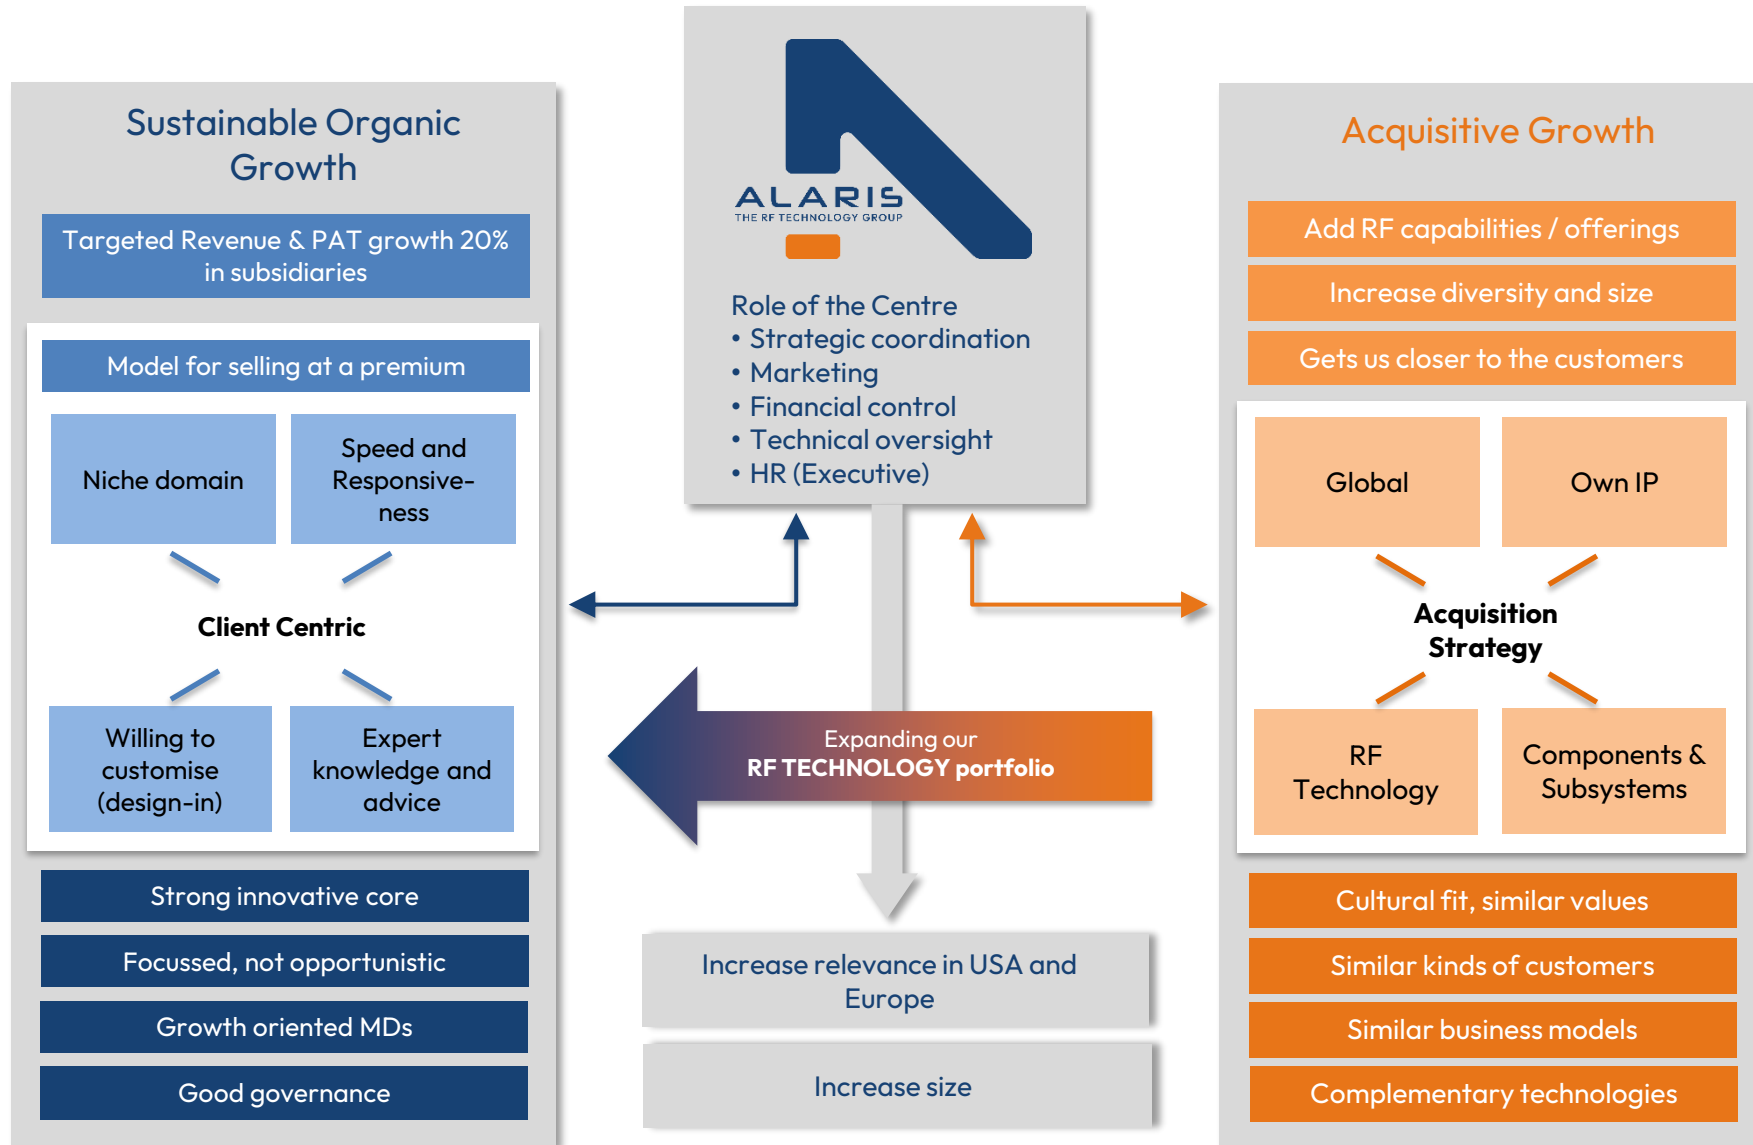 Sustainable Organic
Growth
Targeted Revenue & PAT growth 20%
in subsidiaries
Model for selling at a premium
Niche domain
Speed and
Responsive-
ness
Client Centric
Willing to
customise
(design-in)
Expert
knowledge and
advice
Strong innovative core
Focussed, not opportunistic
Growth oriented MDs
Good governance
ALARIS
THE RF TECHNOLOGY GROUP
Role of the Centre
• Strategic coordination
• Marketing
• Financial control
• Technical oversight
• HR (Executive)
Expanding our
RF TECHNOLOGY portfolio
Increase relevance in USA and
Europe
Increase size
Acquisitive Growth
Add RF capabilities / offerings
Increase diversity and size
Gets us closer to the customers
Global
Own IP
Acquisition
Strategy
RF
Technology
Components &
Subsystems
Cultural fit, similar values
Similar kinds of customers
Similar business models
Complementary technologies